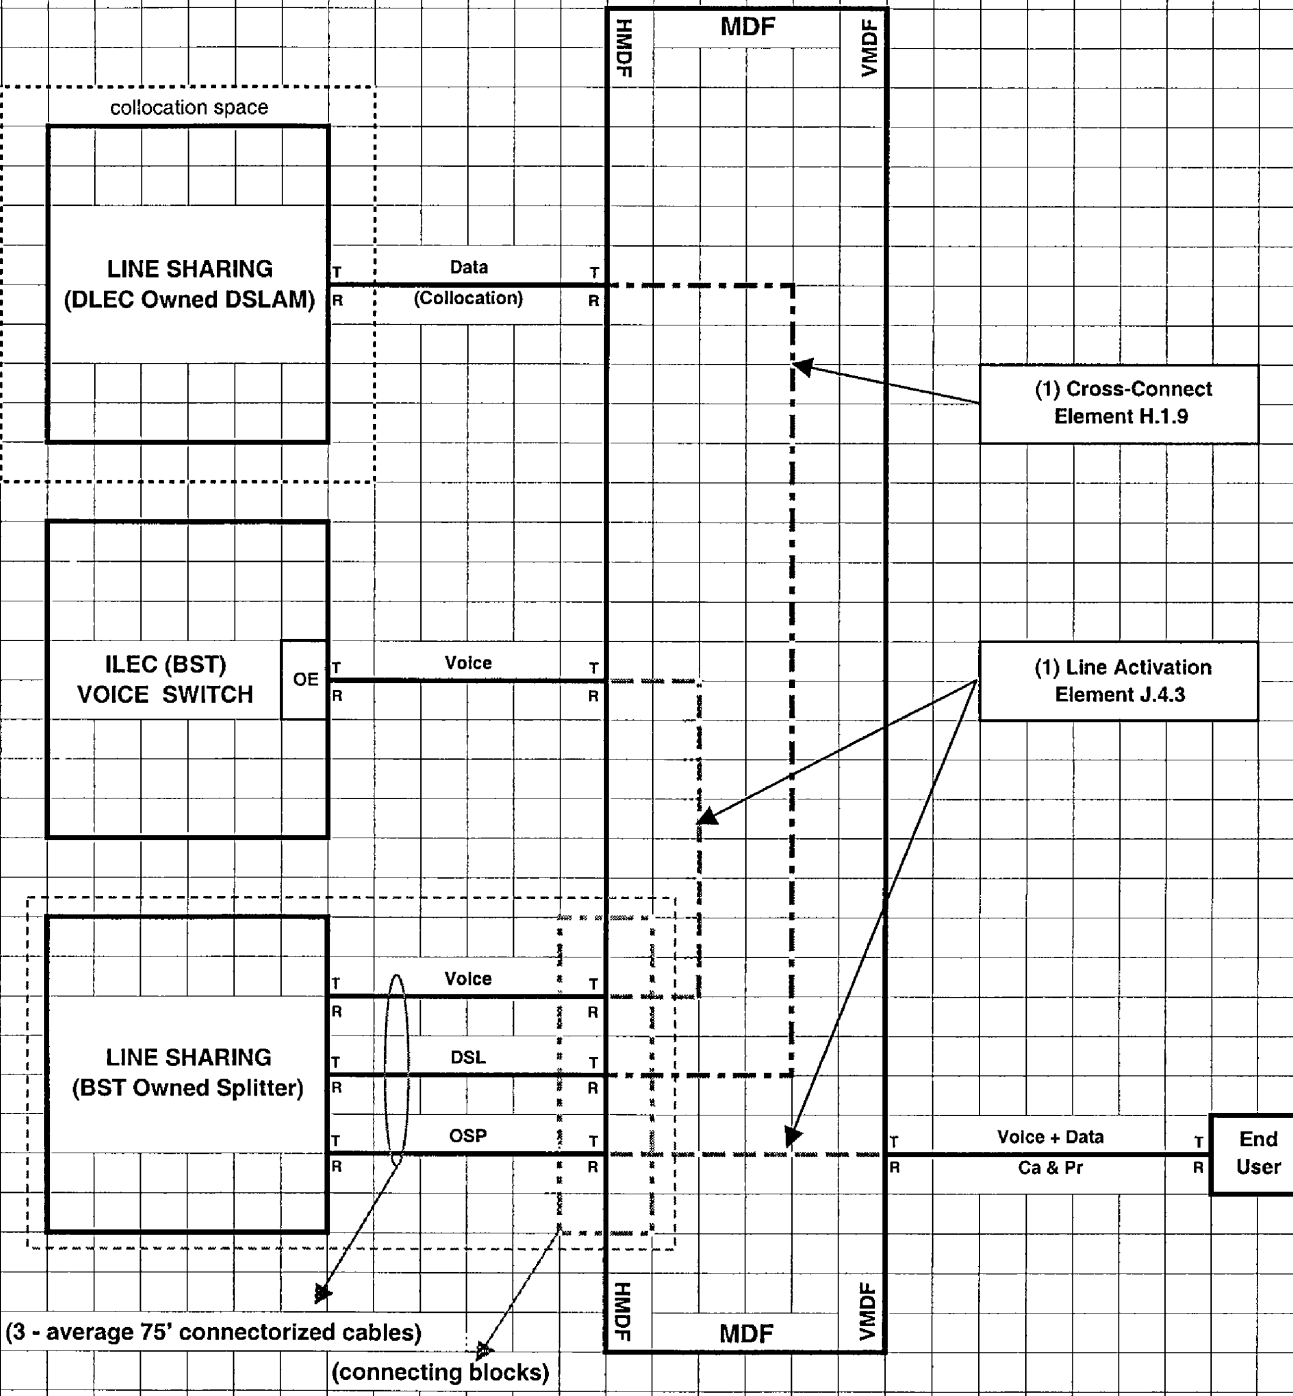 MDF
HMDF
VMDF
collocation space
LINE SHARING
(DLEC Owned DSLAM)
T
Data
T
R
(Collocation)
R
(1) Cross-Connect
Element H.1.9
ILEC (BST)
VOICE SWITCH
OE
T
Voice
T
R
R
(1) Line Activation
Element J.4.3
LINE SHARING
(BST Owned Splitter)
T
Voice
T
R
R
T
DSL
T
R
R
T
OSP
T
R
R
T
Voice + Data
T
R
Ca & Pr
R
End
User
HMDF
MDF
VMDF
(3 - average 75' connectorized cables)
(connecting blocks)